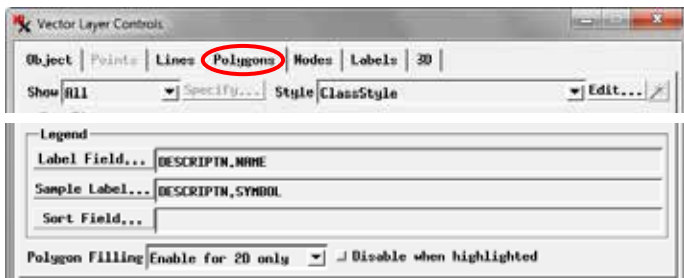 Vector Layer Controls
Object Points Lines Polygons Nodes Labels 3D
Show All Specify... Style ClassStyle Edit...
Legend
Label Field... DESCRIPTN.NAME
Sample Label... DESCRIPTN.SYMBOL
Sort Field...
Polygon Filling Enable for 2D only Disable when highlighted